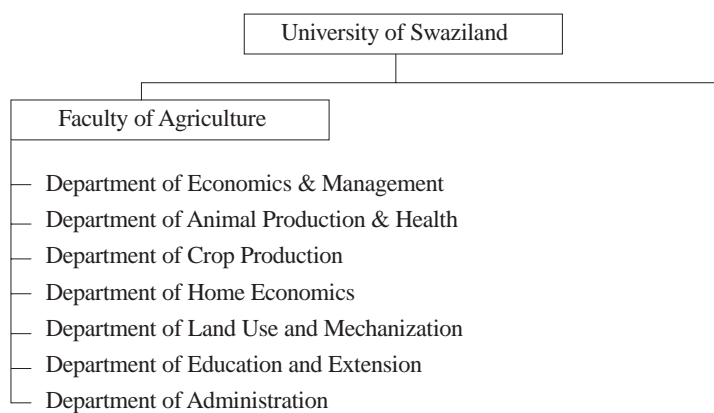 University of Swaziland
Faculty of Agriculture
Department of Economics & Management
Department of Animal Production & Health
Department of Crop Production
Department of Home Economics
Department of Land Use and Mechanization
Department of Education and Extension
Department of Administration